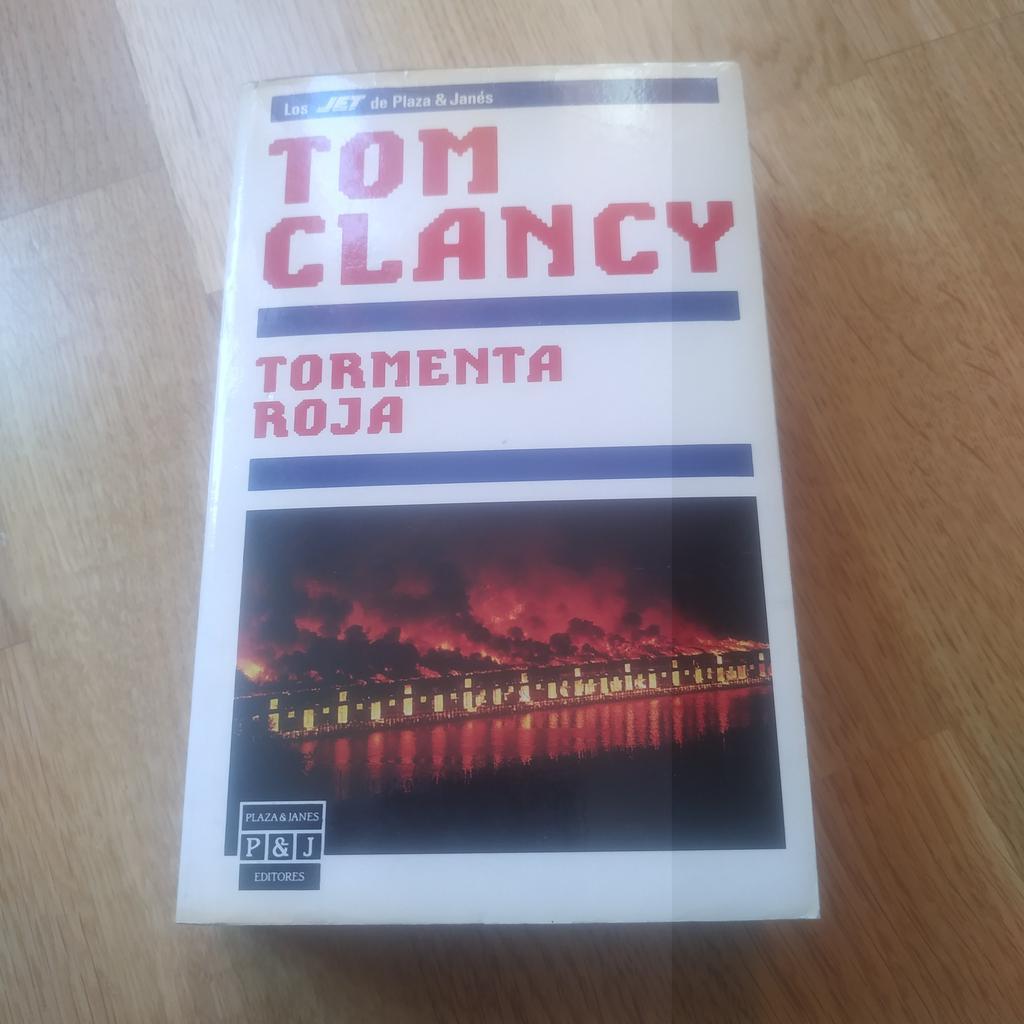 Los JET de Plaza & Janés
TOM
CLANCY
TORMENTA
ROJA
PLAZA & JANES
P & J
EDITORES